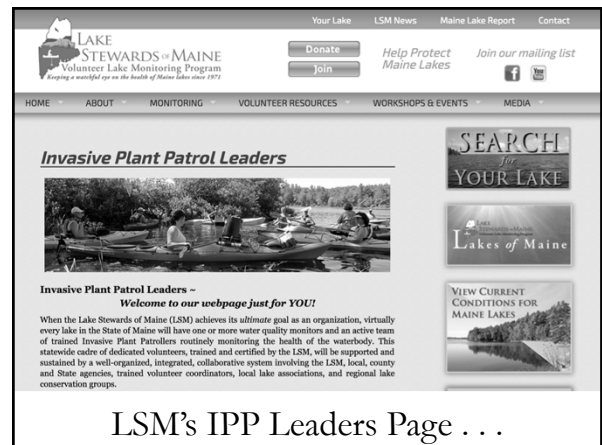 Your Lake LSM News Maine Lake Report Contact
LAKE
STEWARDS OF MAINE
Volunteer Lake Monitoring Program
Keeping a watchful eye on the health of Maine lakes since 1971
Donate
Join
Help Protect
Maine Lakes
Join our mailing list
f You
HOME ABOUT MONITORING VOLUNTEER RESOURCES WORKSHOPS & EVENTS MEDIA
Invasive Plant Patrol Leaders
Invasive Plant Patrol Leaders ~
Welcome to our webpage just for YOU!
When the Lake Stewards of Maine (LSM) achieves its ultimate goal as an organization, virtually
every lake in the State of Maine will have one or more water quality monitors and an active team
of trained Invasive Plant Patrollers routinely monitoring the health of the waterbody. This
statewide cadre of dedicated volunteers, trained and certified by the LSM, will be supported and
sustained by a well-organized, integrated, collaborative system involving the LSM, local, county
and State agencies, trained volunteer coordinators, local lake associations, and regional lake
conservation groups.
SEARCH
for
YOUR LAKE
LAKE
STEWARDS OF MAINE
Lakes of Maine
VIEW CURRENT
CONDITIONS FOR
MAINE LAKES
LSM's IPP Leaders Page . . .